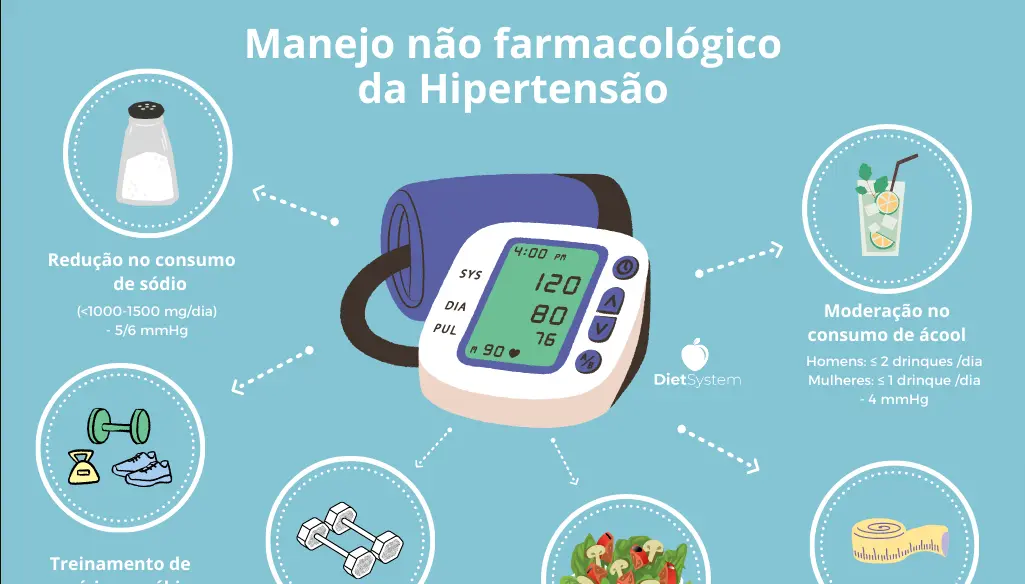 Manejo não farmacológico
da Hipertensão
Redução no consumo
de sódio
(<1000-1500 mg/dia)
- 5/6 mmHg
4:00 PM
SYS
120
DIA
80
PUL
76
M 90
A/B
DietSystem
Moderação no
consumo de ácool
Homens: ≤ 2 drinques /dia
Mulheres: ≤ 1 drinque /dia
- 4 mmHg
Treinamento de